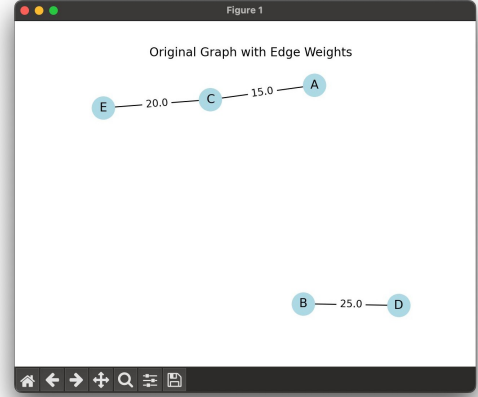 Figure 1
Original Graph with Edge Weights
A
15.0
C
20.0
E
B
25.0
D